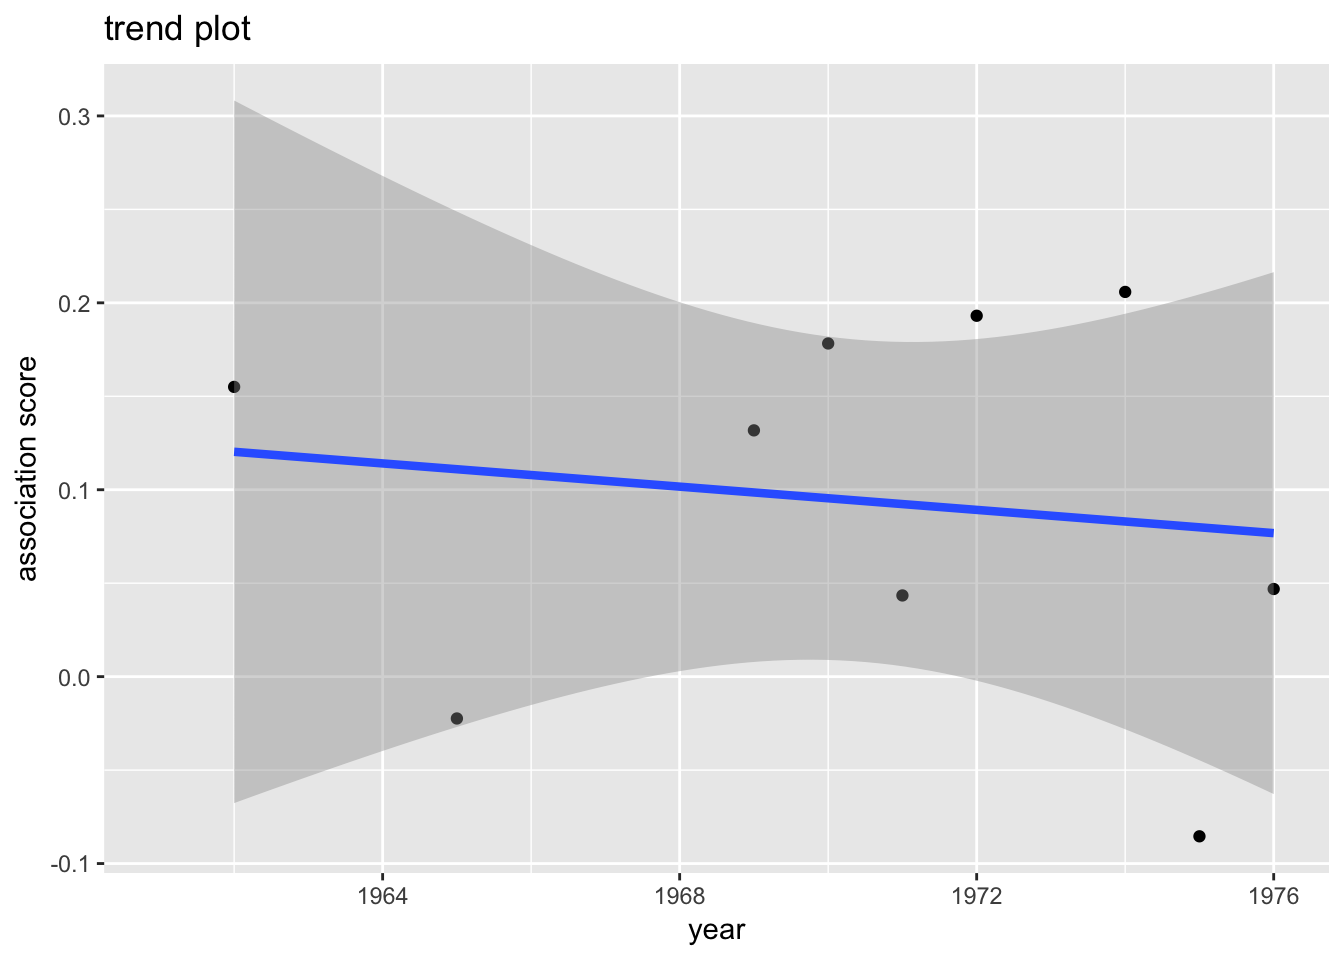 trend plot
0.3
0.2
0.1
0.0
-0.1
association score
1964 1968 1972 1976
year